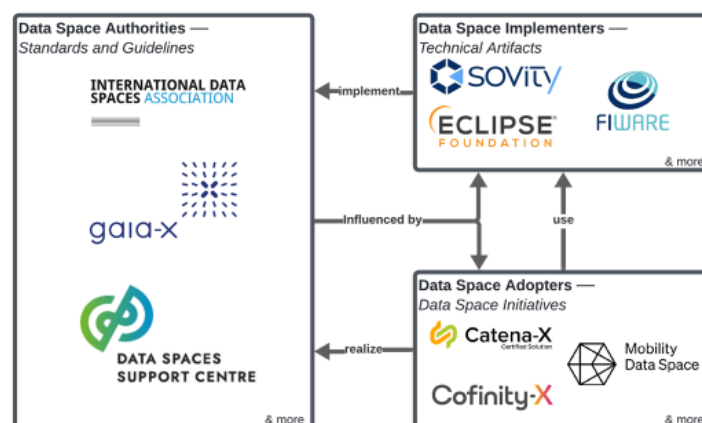 Data Space Authorities —
Standards and Guidelines
INTERNATIONAL DATA
SPACES ASSOCIATION
gaia-x
DATA SPACES
SUPPORT CENTRE
& more
implement
Influenced by
use
realize
Data Space Implementers —
Technical Artifacts
sovity
FIWARE
ECLIPSE®
FOUNDATION
& more
Data Space Adopters —
Data Space Initiatives
Catena-X
Certified Solution
Mobility
Data Space
Cofinity-X
& more